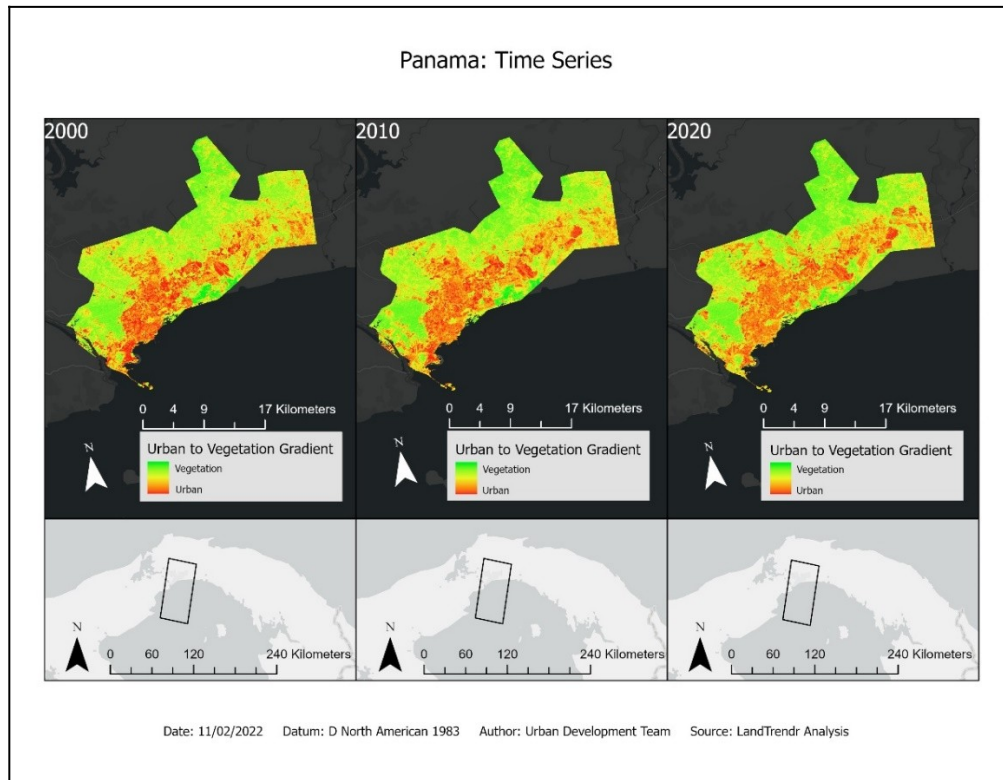 Panama: Time Series
2000
0 4 9 17 Kilometers
N
Urban to Vegetation Gradient
Vegetation
Urban
N
0 60 120 240 Kilometers
2010
0 4 9 17 Kilometers
N
Urban to Vegetation Gradient
Vegetation
Urban
N
0 60 120 240 Kilometers
2020
0 4 9 17 Kilometers
N
Urban to Vegetation Gradient
Vegetation
Urban
N
0 60 120 240 Kilometers
Date: 11/02/2022 Datum: D North American 1983 Author: Urban Development Team Source: LandTrendr Analysis